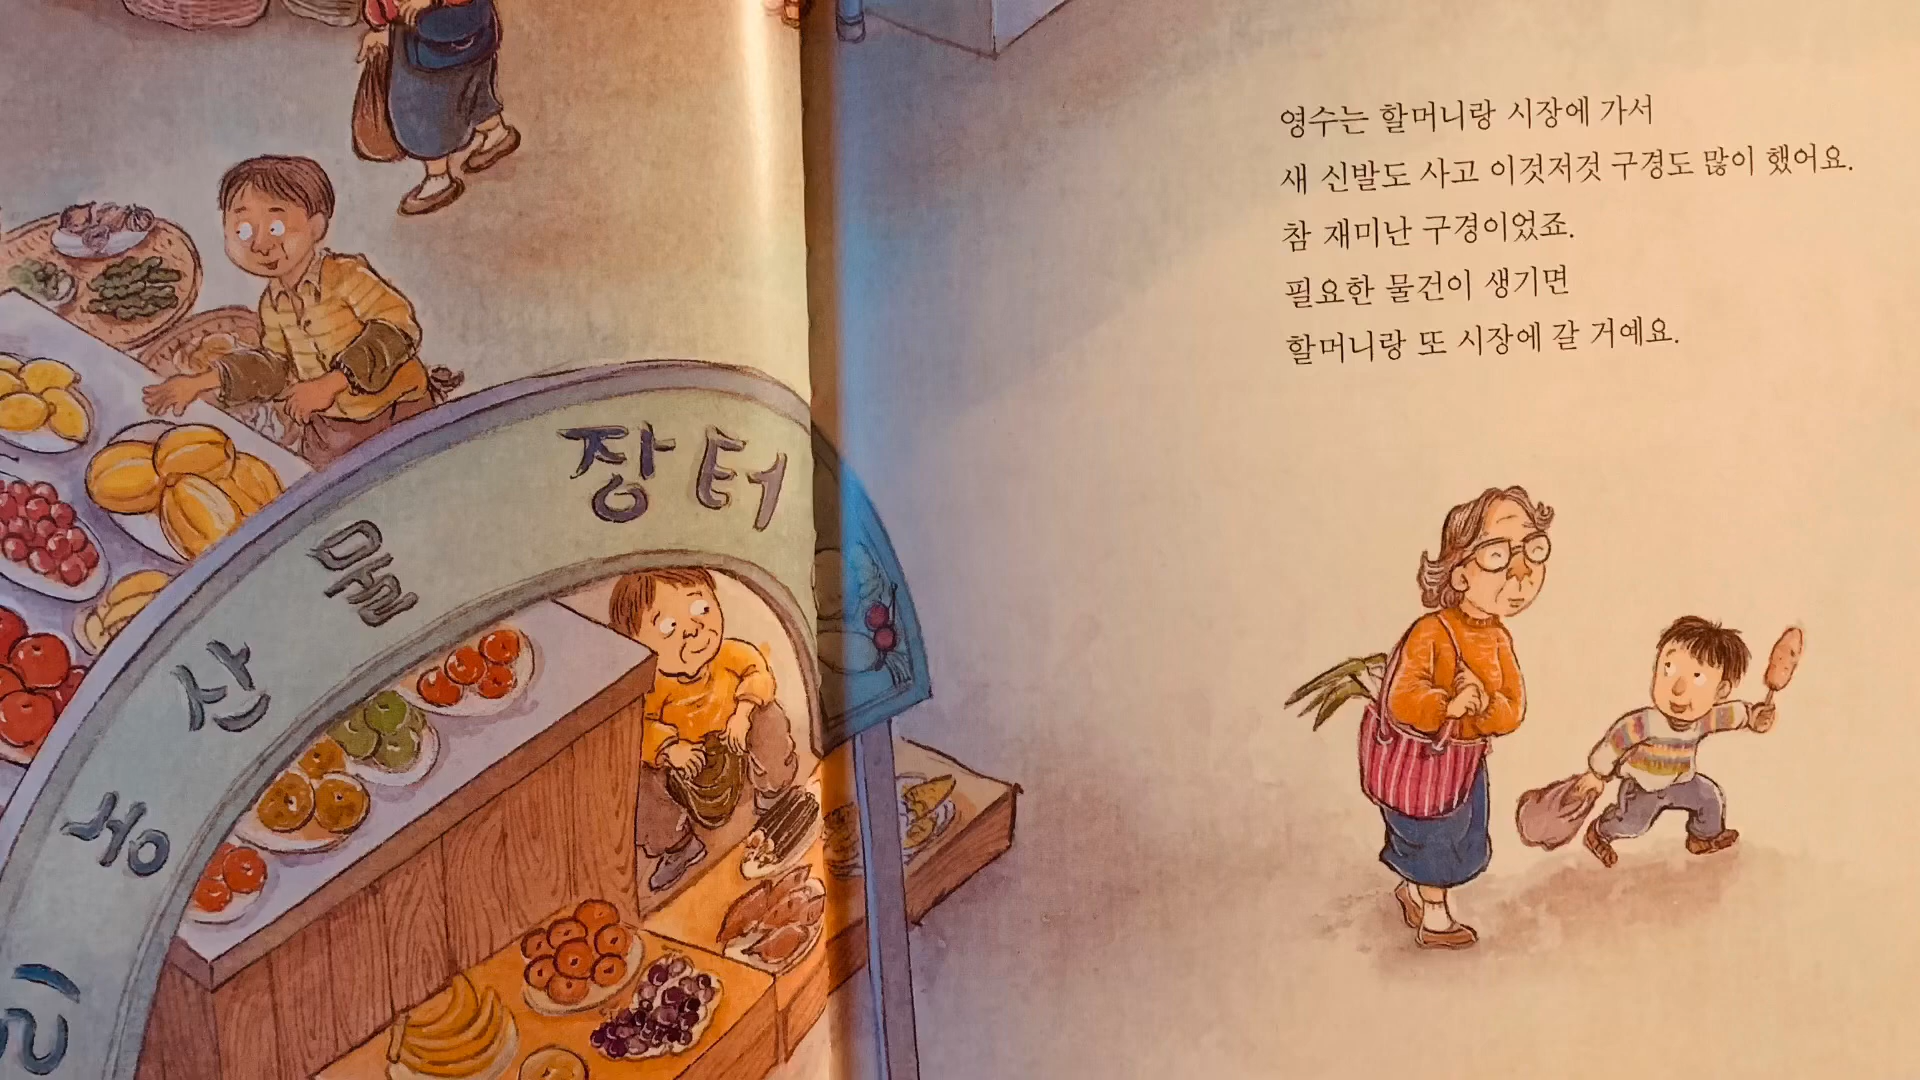 리 농산물 장터
영수는 할머니랑 시장에 가서
새 신발도 사고 이것저것 구경도 많이 했어요.
참 재미난 구경이었죠.
필요한 물건이 생기면
할머니랑 또 시장에 갈 거예요.